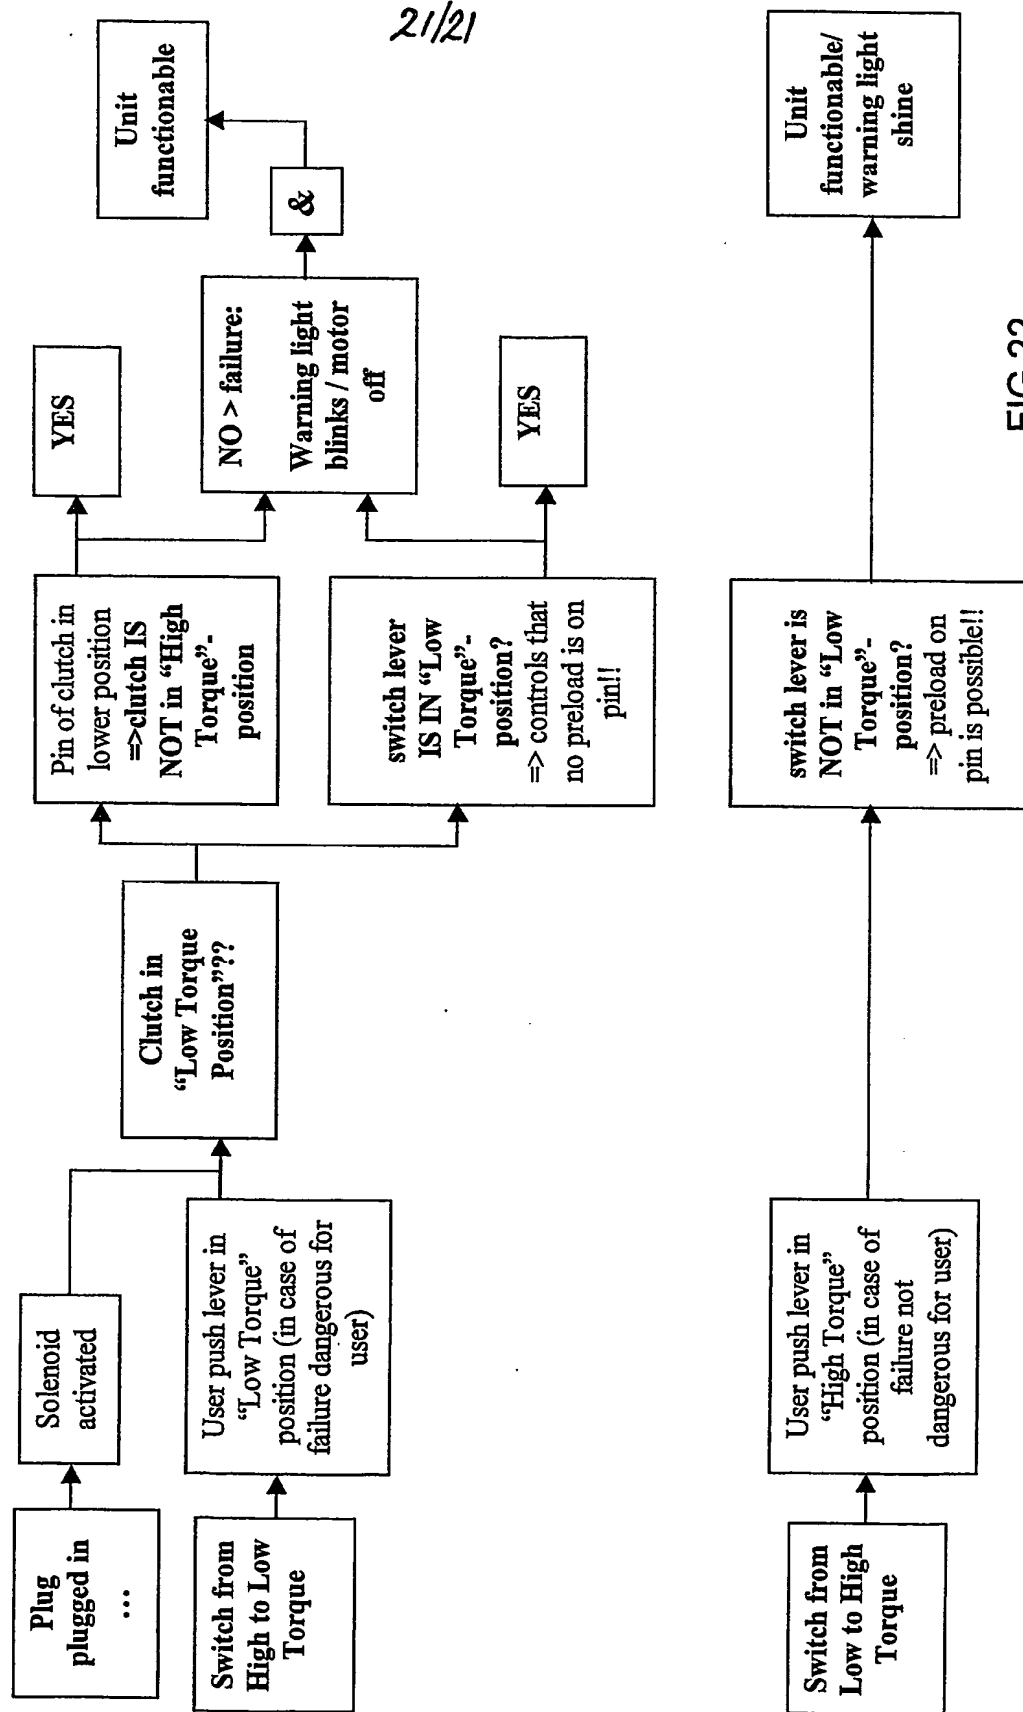 21/21
Plug
plugged in
...
Solenoid
activated
Switch from
High to Low
Torque
User push lever in
“Low Torque”
position (in case of
failure dangerous for
user)
Clutch in
“Low Torque
Position”??
Pin of clutch in
lower position
=>clutch IS
NOT in “High
Torque”-
position
switch lever
IS IN “Low
Torque”-
position?
=> controls that
no preload is on
pin!!
YES
NO > failure:
Warning light
blinks / motor
off
YES
&
Unit
functionable
Switch from
Low to High
Torque
User push lever in
“High Torque”
position (in case of
failure not
dangerous for user)
switch lever is
NOT in “Low
Torque”-
position?
=> preload on
pin is possible!!
Unit
functionable/
warning light
shine